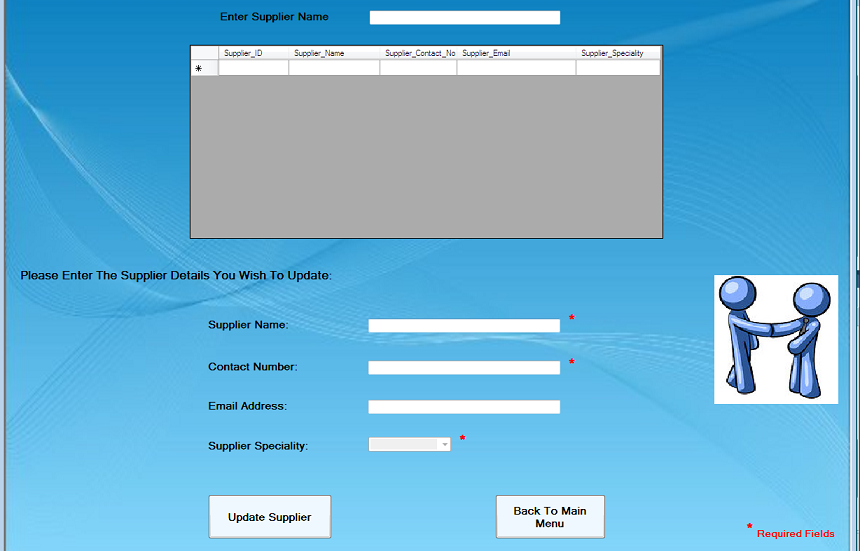 Enter Supplier Name
Supplier_ID Supplier_Name Supplier_Contact_No Supplier_Email Supplier_Speciality
*
Please Enter The Supplier Details You Wish To Update:
Supplier Name: *
Contact Number: *
Email Address:
Supplier Speciality: *
Update Supplier
Back To Main
Menu
* Required Fields